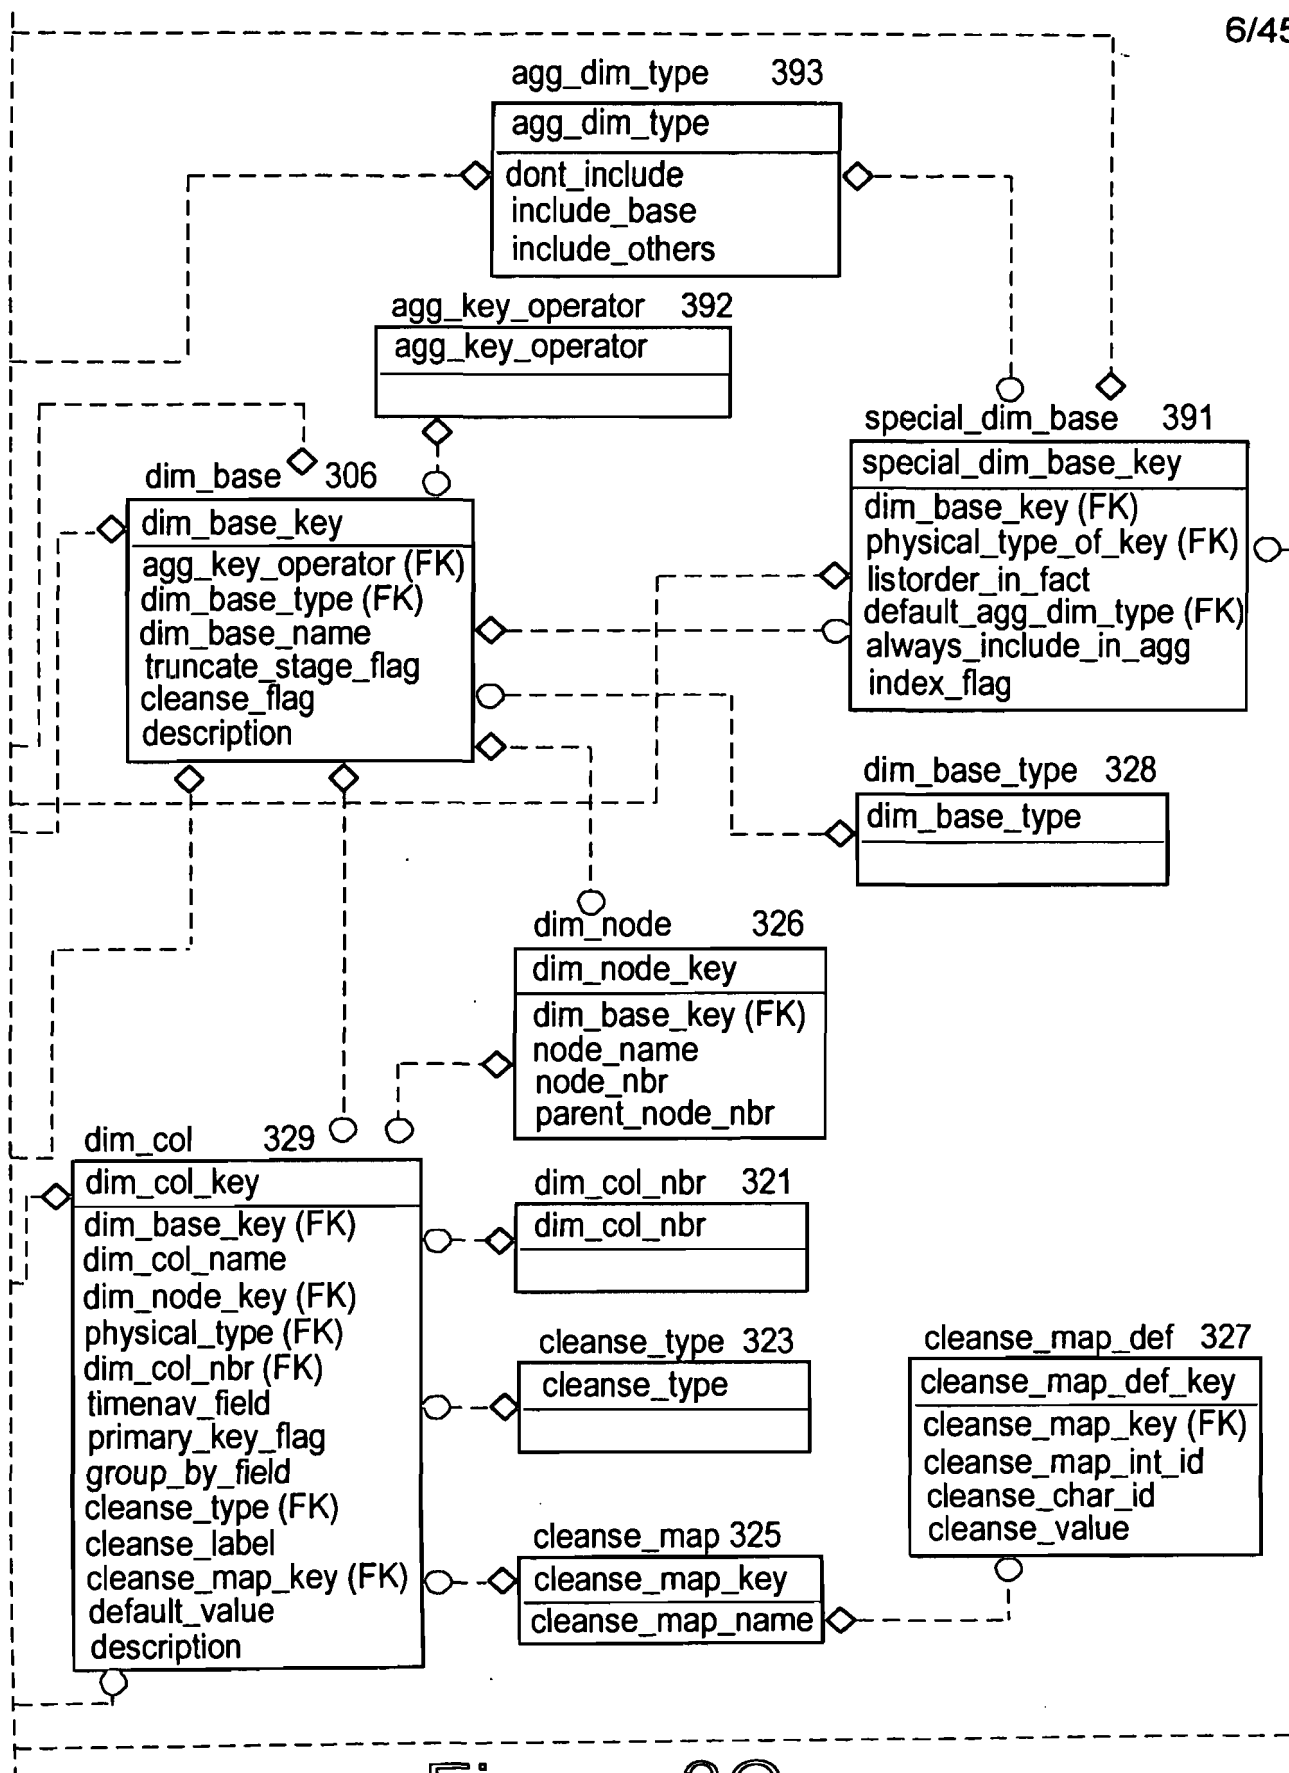 6/45
agg_dim_type 393
agg_dim_type
dont_include
include_base
include_others
agg_key_operator 392
agg_key_operator
special_dim_base 391
special_dim_base_key
dim_base_key (FK)
physical_type_of_key (FK)
listorder_in_fact
default_agg_dim_type (FK)
always_include_in_agg
index_flag
dim_base 306
dim_base_key
agg_key_operator (FK)
dim_base_type (FK)
dim_base_name
truncate_stage_flag
cleanse_flag
description
dim_base_type 328
dim_base_type
dim_node 326
dim_node_key
dim_base_key (FK)
node_name
node_nbr
parent_node_nbr
dim_col 329
dim_col_key
dim_base_key (FK)
dim_col_name
dim_node_key (FK)
physical_type (FK)
dim_col_nbr (FK)
timenav_field
primary_key_flag
group_by_field
cleanse_type (FK)
cleanse_label
cleanse_map_key (FK)
default_value
description
dim_col_nbr 321
dim_col_nbr
cleanse_type 323
cleanse_type
cleanse_map_def 327
cleanse_map_def_key
cleanse_map_key (FK)
cleanse_map_int_id
cleanse_char_id
cleanse_value
cleanse_map 325
cleanse_map_key
cleanse_map_name